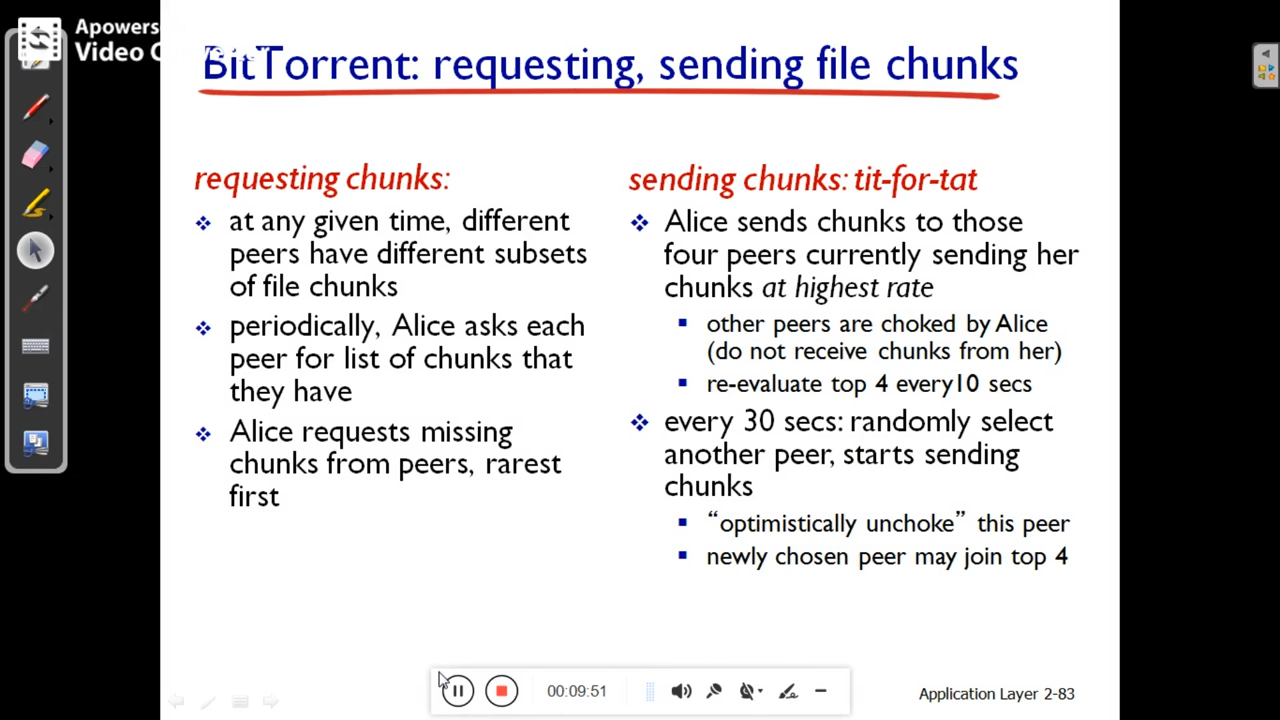 Apowers
Video Co
BitTorrent: requesting, sending file chunks
requesting chunks:
at any given time, different
peers have different subsets
of file chunks
periodically, Alice asks each
peer for list of chunks that
they have
Alice requests missing
chunks from peers, rarest
first
sending chunks: tit-for-tat
Alice sends chunks to those
four peers currently sending her
chunks at highest rate
other peers are choked by Alice
(do not receive chunks from her)
re-evaluate top 4 every10 secs
every 30 secs: randomly select
another peer, starts sending
chunks
“optimistically unchoke” this peer
newly chosen peer may join top 4
00:09:51
Application Layer 2-83